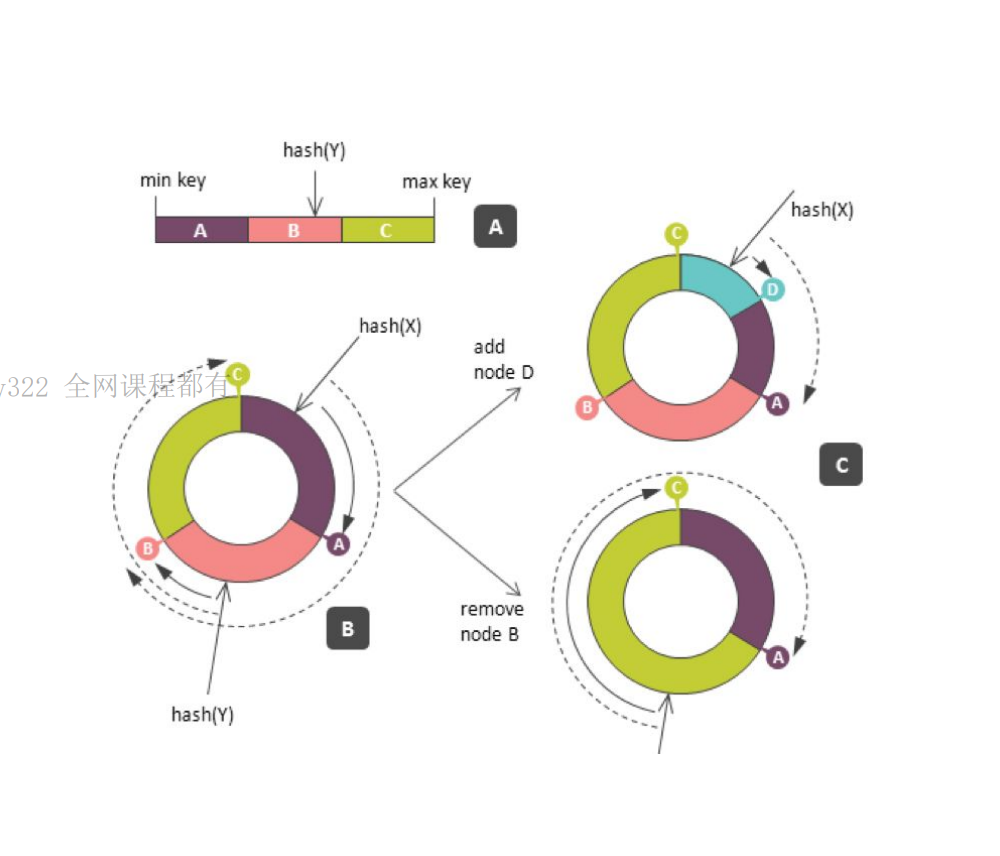 hash(Y)
min key
max key
A
B
C
A
hash(X)
C
D
A
B
hash(X)
add
node D
y322 全网课程都有
C
A
B
B
hash(Y)
C
remove
node B
C
A